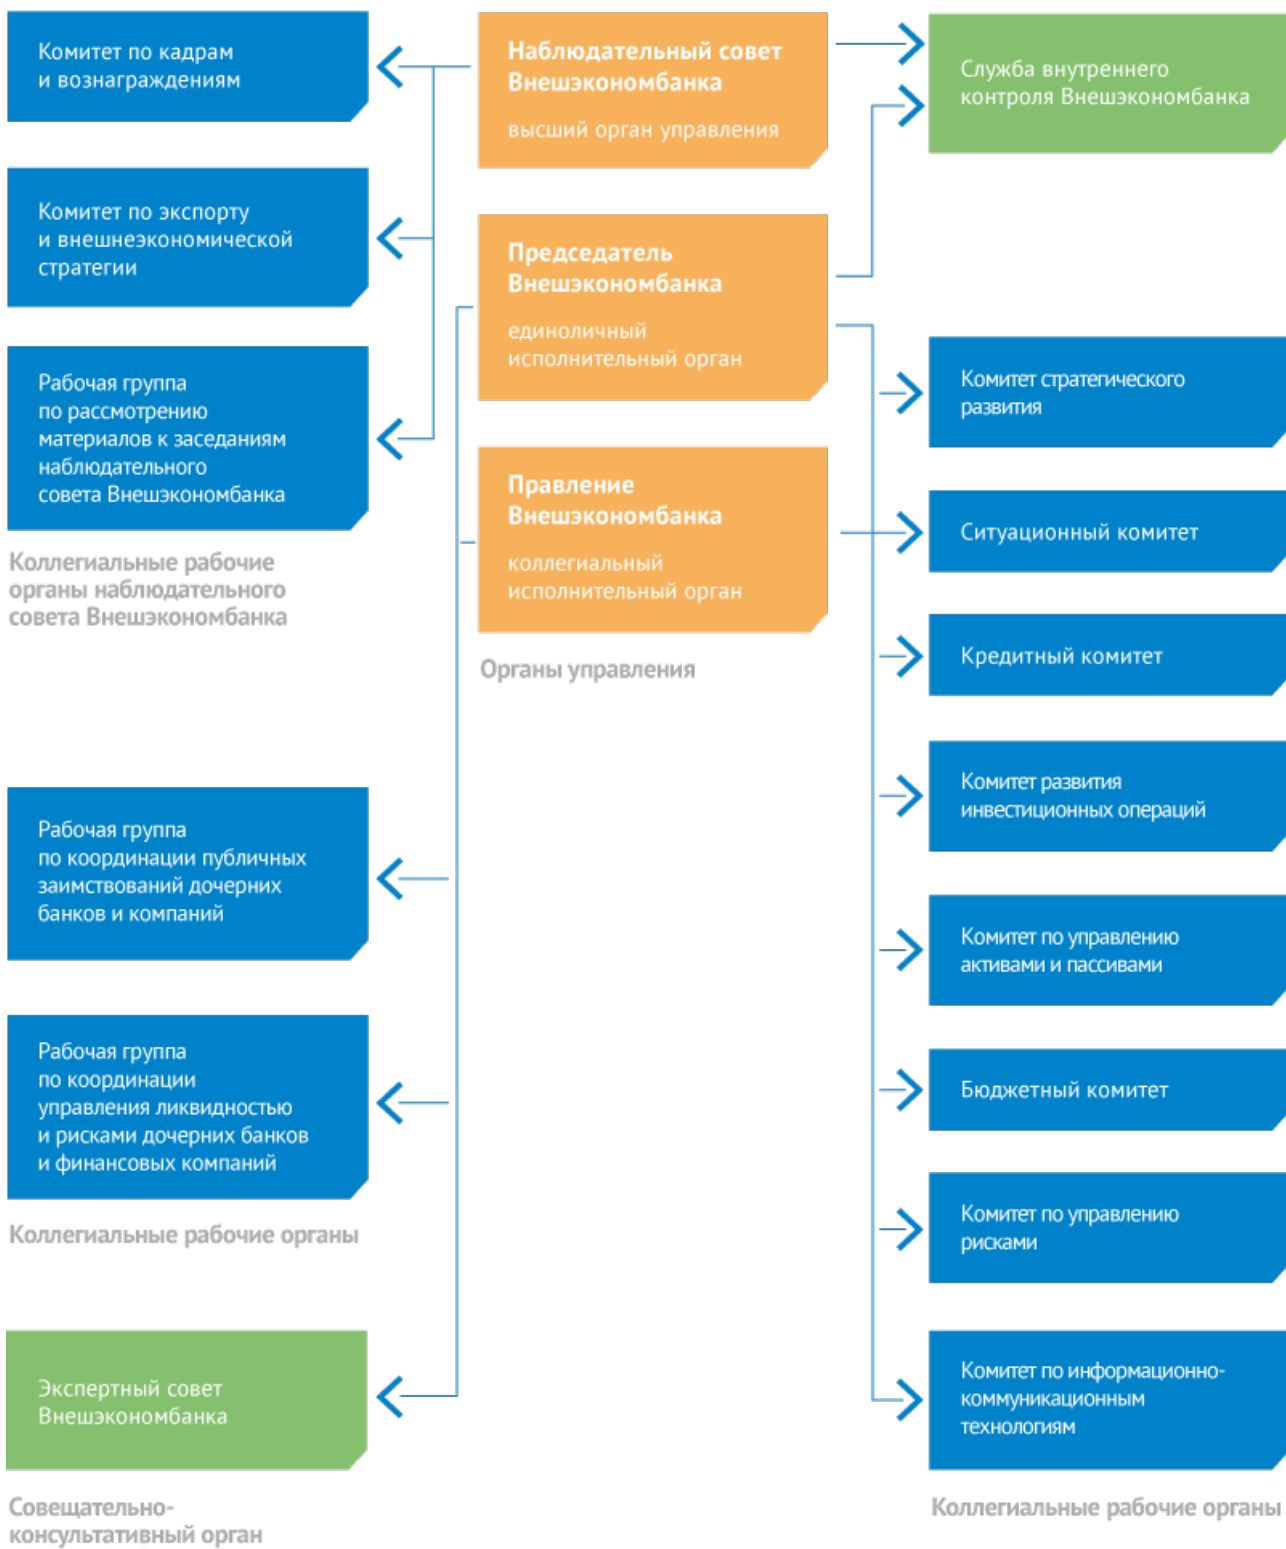 Комитет по кадрам
и вознаграждениям
Комитет по экспорту
и внешнеэкономической
стратегии
Рабочая группа
по рассмотрению
материалов к заседаниям
наблюдательного
совета Внешэкономбанка
Коллегиальные рабочие
органы наблюдательного
совета Внешэкономбанка
Рабочая группа
по координации публичных
заимствований дочерних
банков и компаний
Рабочая группа
по координации
управления ликвидностью
и рисками дочерних банков
и финансовых компаний
Коллегиальные рабочие органы
Экспертный совет
Внешэкономбанка
Совещательно-
консультативный орган
Наблюдательный совет
Внешэкономбанка
высший орган управления
Председатель
Внешэкономбанка
единоличный
исполнительный орган
Правление
Внешэкономбанка
коллегиальный
исполнительный орган
Органы управления
Служба внутреннего
контроля Внешэкономбанка
Комитет стратегического
развития
Ситуационный комитет
Кредитный комитет
Комитет развития
инвестиционных операций
Комитет по управлению
активами и пассивами
Бюджетный комитет
Комитет по управлению
рисками
Комитет по информационно-
коммуникационным
технологиям
Коллегиальные рабочие органы